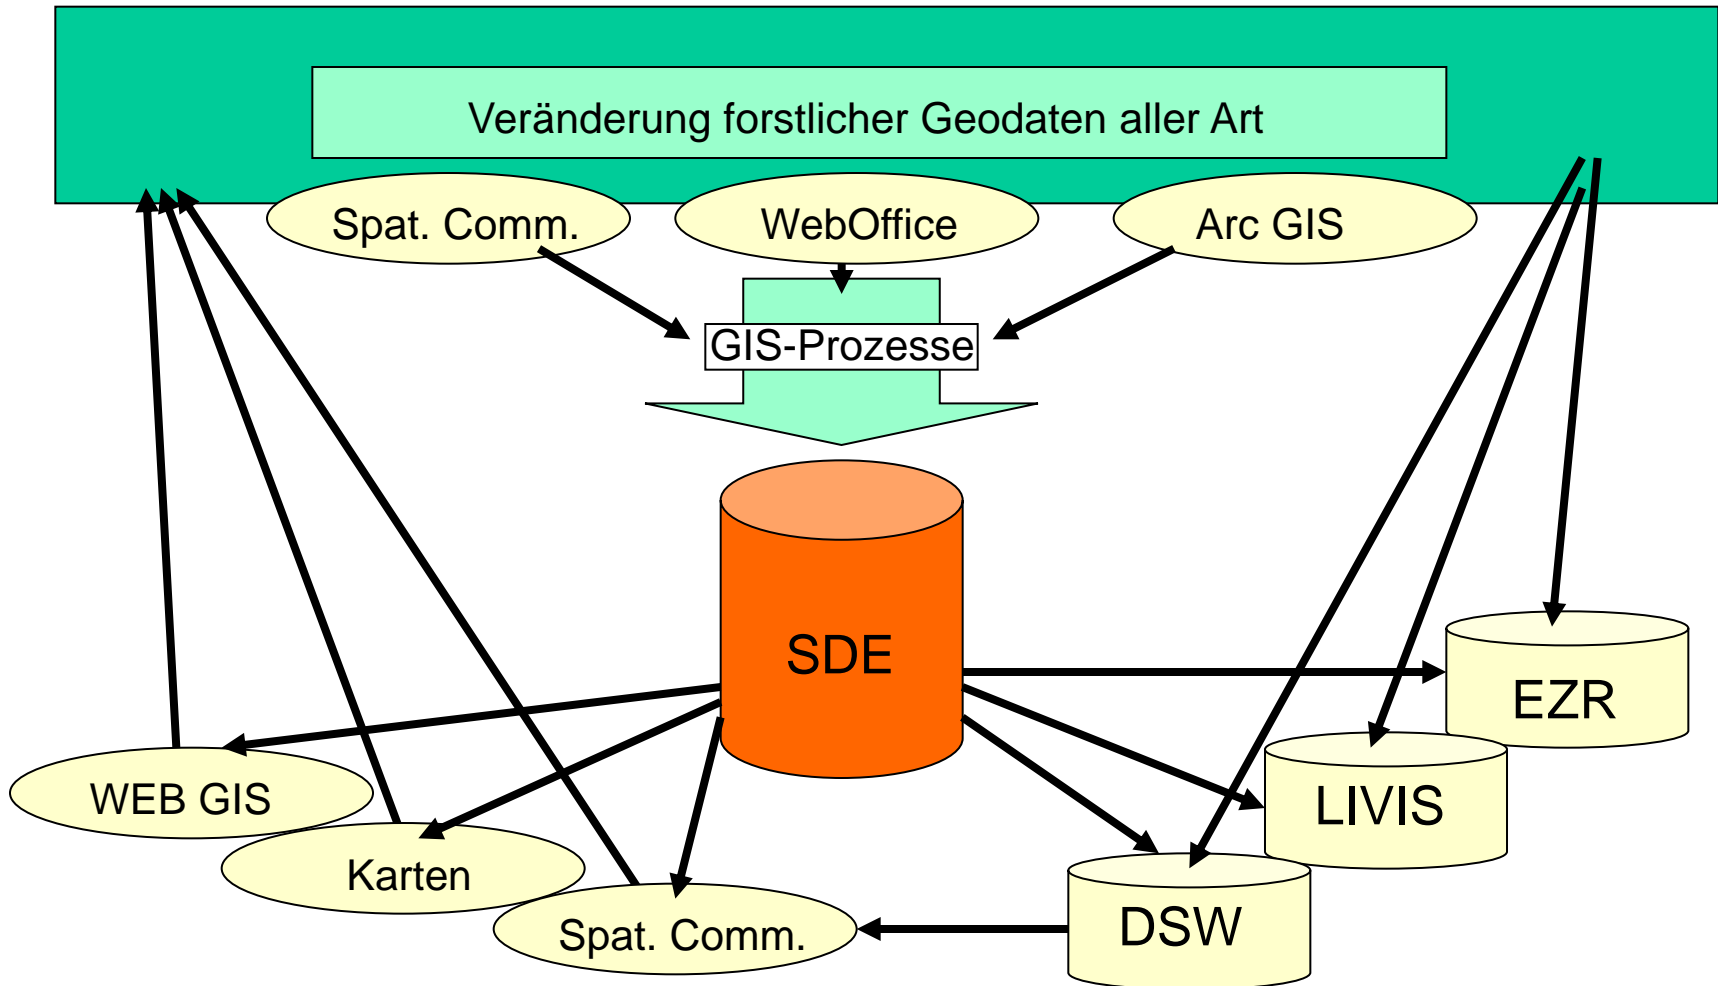 Veränderung forstlicher Geodaten aller Art
Spat. Comm.
WebOffice
Arc GIS
GIS-Prozesse
SDE
EZR
WEB GIS
LIVIS
Karten
Spat. Comm.
DSW